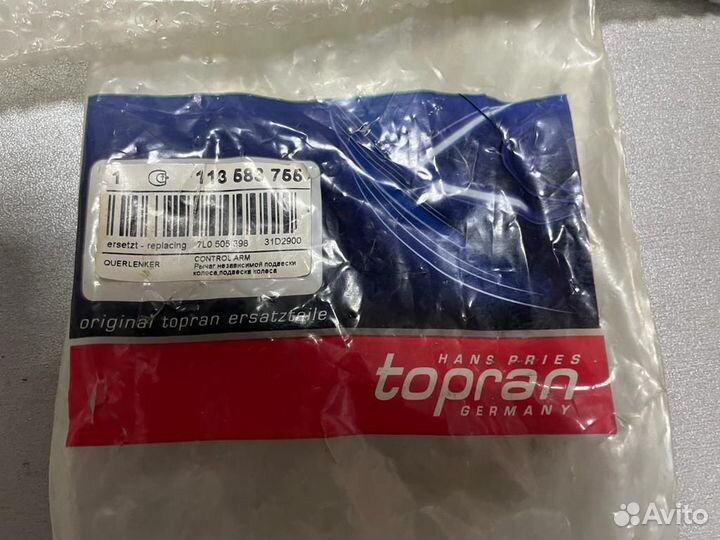 1 113 583 755
ersetzt - replacing 7L0 505 398 31D2900
QUERLENKER CONTROL ARM
Рычаг независимой подвески
колеса,подвеска колеса
original topran ersatzteile
HANS PRIES
topran
GERMANY
Avito